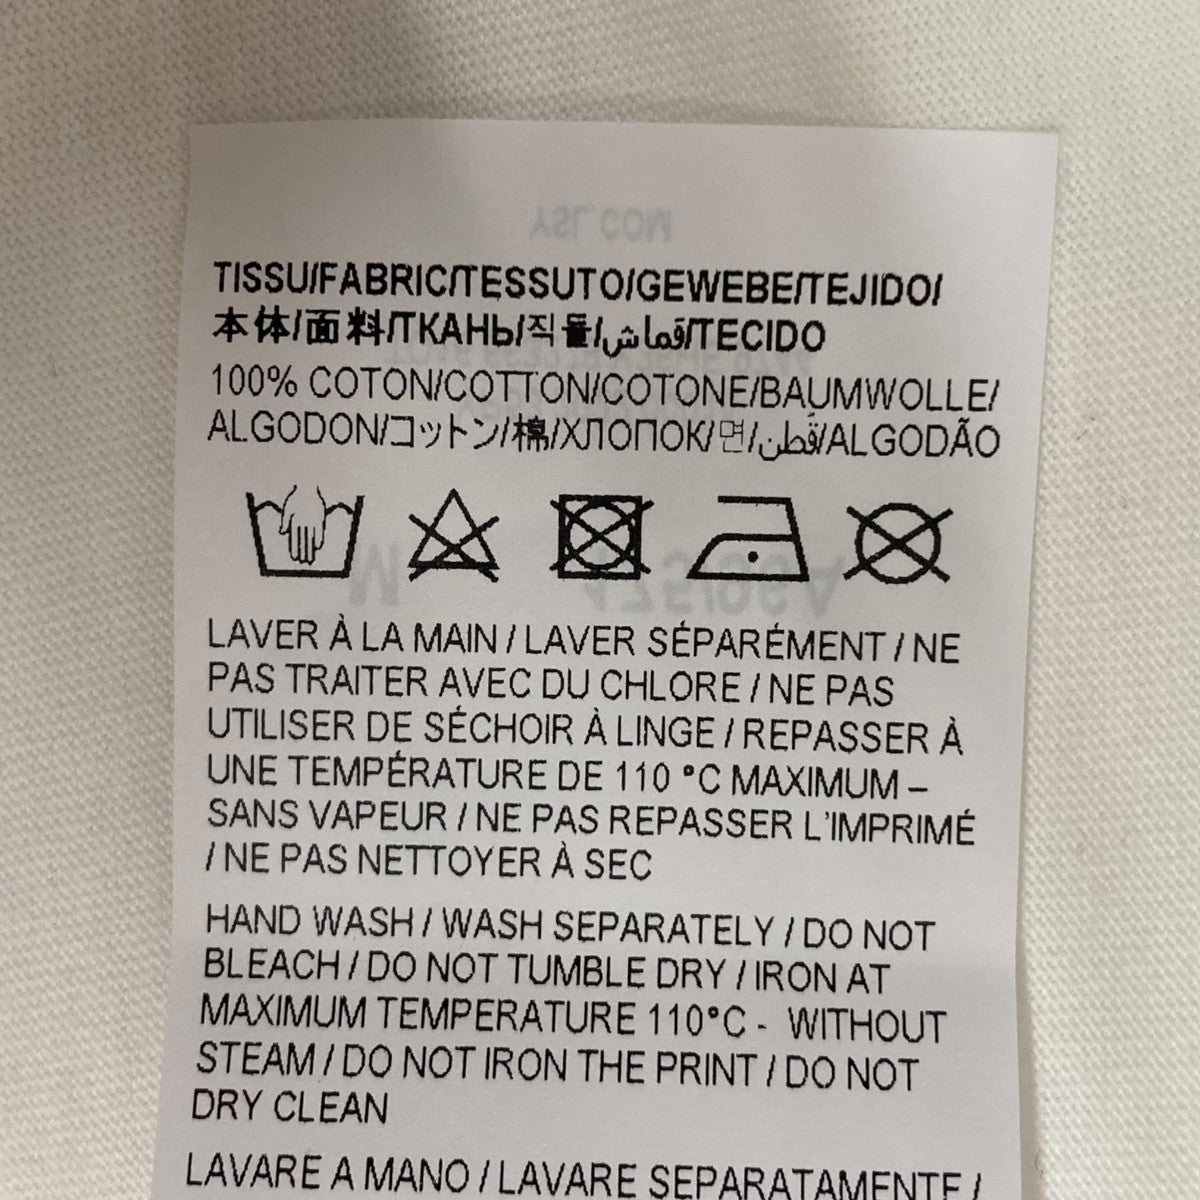 YSL.COM
TISSU/FABRIC/TESSUTO/GEWEBE/TEJIDO/
本体/面料/ТКАНЬ/직물/قماش/TECIDO
100% COTON/COTTON/COTONE/BAUMWOLLE/
ALGODON/コットン/棉/ХЛОПОК/면/قطن/ALGODÃO
M 175/96A
LAVER À LA MAIN / LAVER SÉPARÉMENT / NE
PAS TRAITER AVEC DU CHLORE / NE PAS
UTILISER DE SÉCHOIR À LINGE / REPASSER À
UNE TEMPÉRATURE DE 110 °C MAXIMUM –
SANS VAPEUR / NE PAS REPASSER L'IMPRIMÉ
/ NE PAS NETTOYER À SEC
HAND WASH / WASH SEPARATELY / DO NOT
BLEACH / DO NOT TUMBLE DRY / IRON AT
MAXIMUM TEMPERATURE 110°C - WITHOUT
STEAM / DO NOT IRON THE PRINT / DO NOT
DRY CLEAN
LAVARE A MANO / LAVARE SEPARATAMENTE /